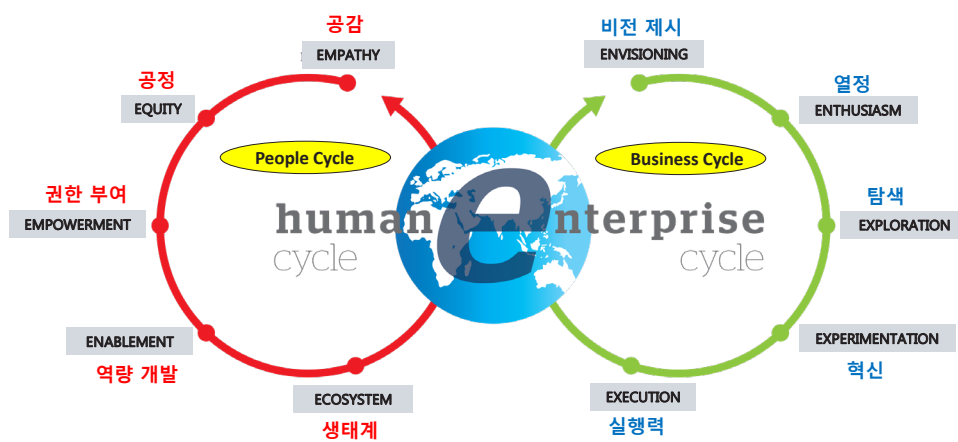 공감
EMPATHY
공정
EQUITY
권한 부여
EMPOWERMENT
ENABLEMENT
역량 개발
ECOSYSTEM
생태계
People Cycle
human enterprise
cycle
cycle
Business Cycle
비전 제시
ENVISIONING
열정
ENTHUSIASM
탐색
EXPLORATION
EXPERIMENTATION
혁신
EXECUTION
실행력